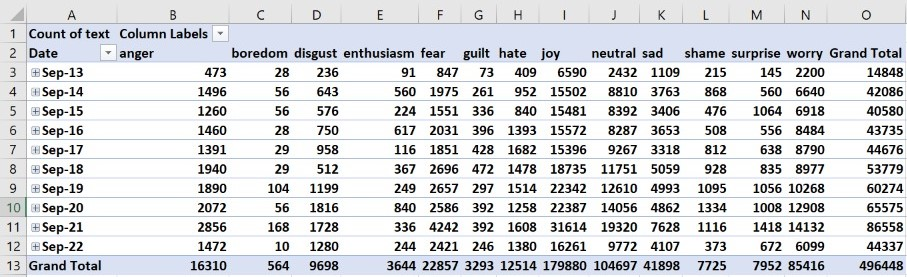 A B C D E F G H I J K L M N O
1 Count of text Column Labels
2 Date anger boredom disgust enthusiasm fear guilt hate joy neutral sad shame surprise worry Grand Total
3 Sep-13 473 28 236 91 847 73 409 6590 2432 1109 215 145 2200 14848
4 Sep-14 1496 56 643 560 1975 261 952 15502 8810 3763 868 560 6640 42086
5 Sep-15 1260 56 576 224 1551 336 840 15481 8392 3406 476 1064 6918 40580
6 Sep-16 1460 28 750 617 2031 396 1393 15572 8287 3653 508 556 8484 43735
7 Sep-17 1391 29 958 116 1851 428 1682 15396 9267 3318 812 638 8790 44676
8 Sep-18 1940 29 512 367 2696 472 1478 18735 11751 5059 928 835 8977 53779
9 Sep-19 1890 104 1199 249 2657 297 1514 22342 12610 4993 1095 1056 10268 60274
10 Sep-20 2072 56 1816 840 2586 392 1258 22387 14056 4862 1334 1008 12908 65575
11 Sep-21 2856 168 1728 336 4242 392 1608 31614 19320 7628 1116 1418 14132 86558
12 Sep-22 1472 10 1280 244 2421 246 1380 16261 9772 4107 373 672 6099 44337
13 Grand Total 16310 564 9698 3644 22857 3293 12514 179880 104697 41898 7725 7952 85416 496448